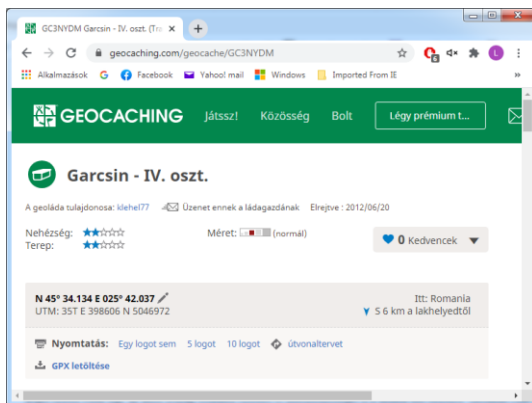 GC3NYDM Garcsin - IV. oszt. (Tra
geocaching.com/geocache/GC3NYDM
Alkalmazások Facebook Yahoo! mail Windows Imported From IE
GEOCACHING Játssz! Közösség Bolt Légy prémium t...
Garcsin - IV. oszt.
A geoláda tulajdonosa: klehel77 Üzenet ennek a ládagazdának Elrejtve : 2012/06/20
Nehézség: Méret: (normál)
Terep:
0 Kedvencek
N 45° 34.134 E 025° 42.037 Itt: Romania
UTM: 35T E 398606 N 5046972 S 6 km a lakhelyedtől
Nyomtatás: Egy logot sem 5 logot 10 logot útvonaltervet
GPX letöltése